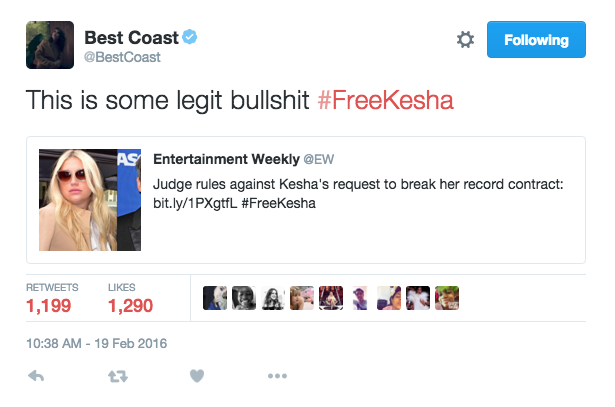 Best Coast
@BestCoast
Following
This is some legit bullshit #FreeKesha
Entertainment Weekly @EW
Judge rules against Kesha's request to break her record contract:
bit.ly/1PXgtfL #FreeKesha
RETWEETS LIKES
1,199 1,290
10:38 AM - 19 Feb 2016